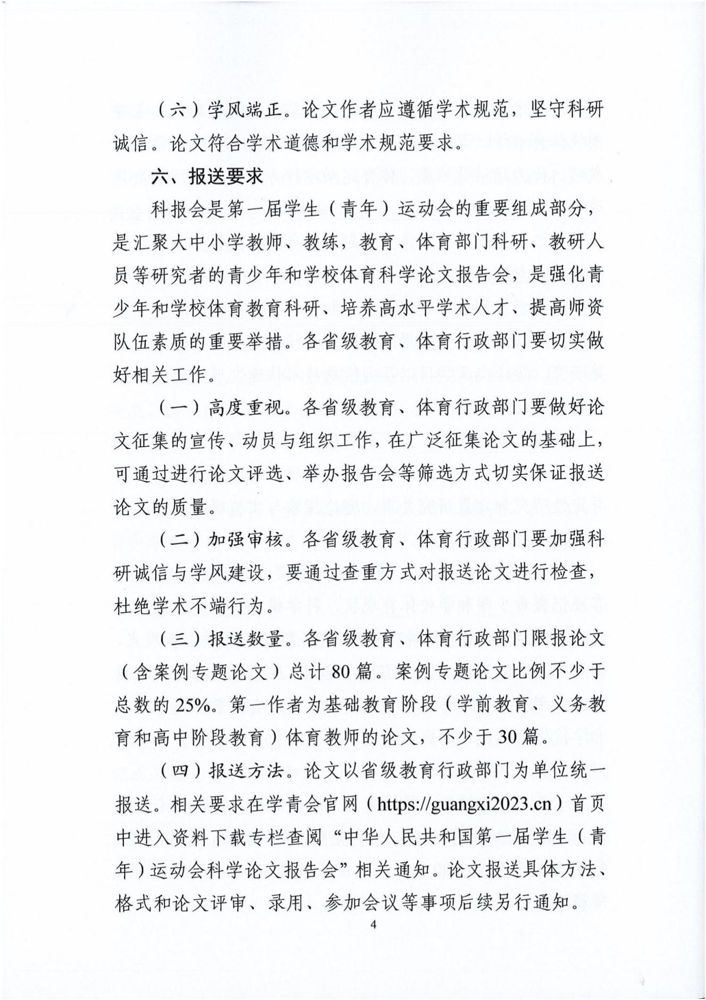 （六）学风端正。论文作者应遵循学术规范，坚守科研
诚信。论文符合学术道德和学术规范要求。
六、报送要求
科报会是第一届学生（青年）运动会的重要组成部分，
是汇聚大中小学教师、教练，教育、体育部门科研、教研人
员等研究者的青少年和学校体育科学论文报告会，是强化青
少年和学校体育教育科研、培养高水平学术人才、提高师资
队伍素质的重要举措。各省级教育、体育行政部门要切实做
好相关工作。
（一）高度重视。各省级教育、体育行政部门要做好论
文征集的宣传、动员与组织工作，在广泛征集论文的基础上，
可通过进行论文评选、举办报告会等筛选方式切实保证报送
论文的质量。
（二）加强审核。各省级教育、体育行政部门要加强科
研诚信与学风建设，要通过查重方式对报送论文进行检查，
杜绝学术不端行为。
（三）报送数量。各省级教育、体育行政部门限报论文
（含案例专题论文）总计 80 篇。案例专题论文比例不少于
总数的 25%。第一作者为基础教育阶段（学前教育、义务教
育和高中阶段教育）体育教师的论文，不少于 30 篇。
（四）报送方法。论文以省级教育行政部门为单位统一
报送。相关要求在学青会官网（https://guangxi2023.cn）首页
中进入资料下载专栏查阅“中华人民共和国第一届学生（青
年）运动会科学论文报告会”相关通知。论文报送具体方法、
格式和论文评审、录用、参加会议等事项后续另行通知。
4